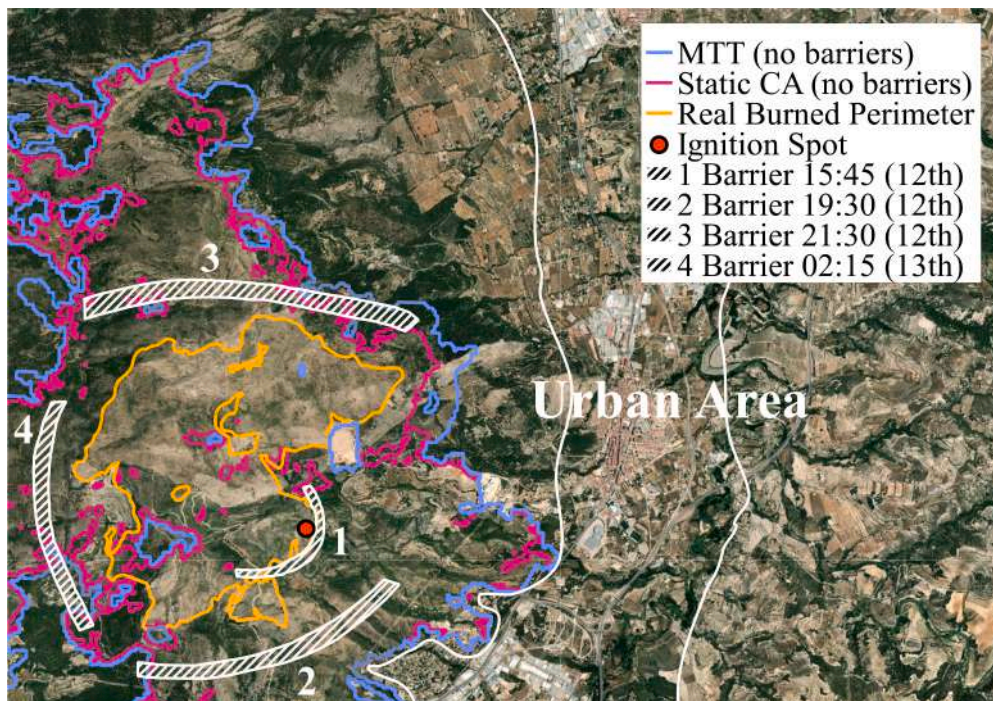 MTT (no barriers)
Static CA (no barriers)
Real Burned Perimeter
Ignition Spot
1 Barrier 15:45 (12th)
2 Barrier 19:30 (12th)
3 Barrier 21:30 (12th)
4 Barrier 02:15 (13th)
3
Urban Area
4
1
2